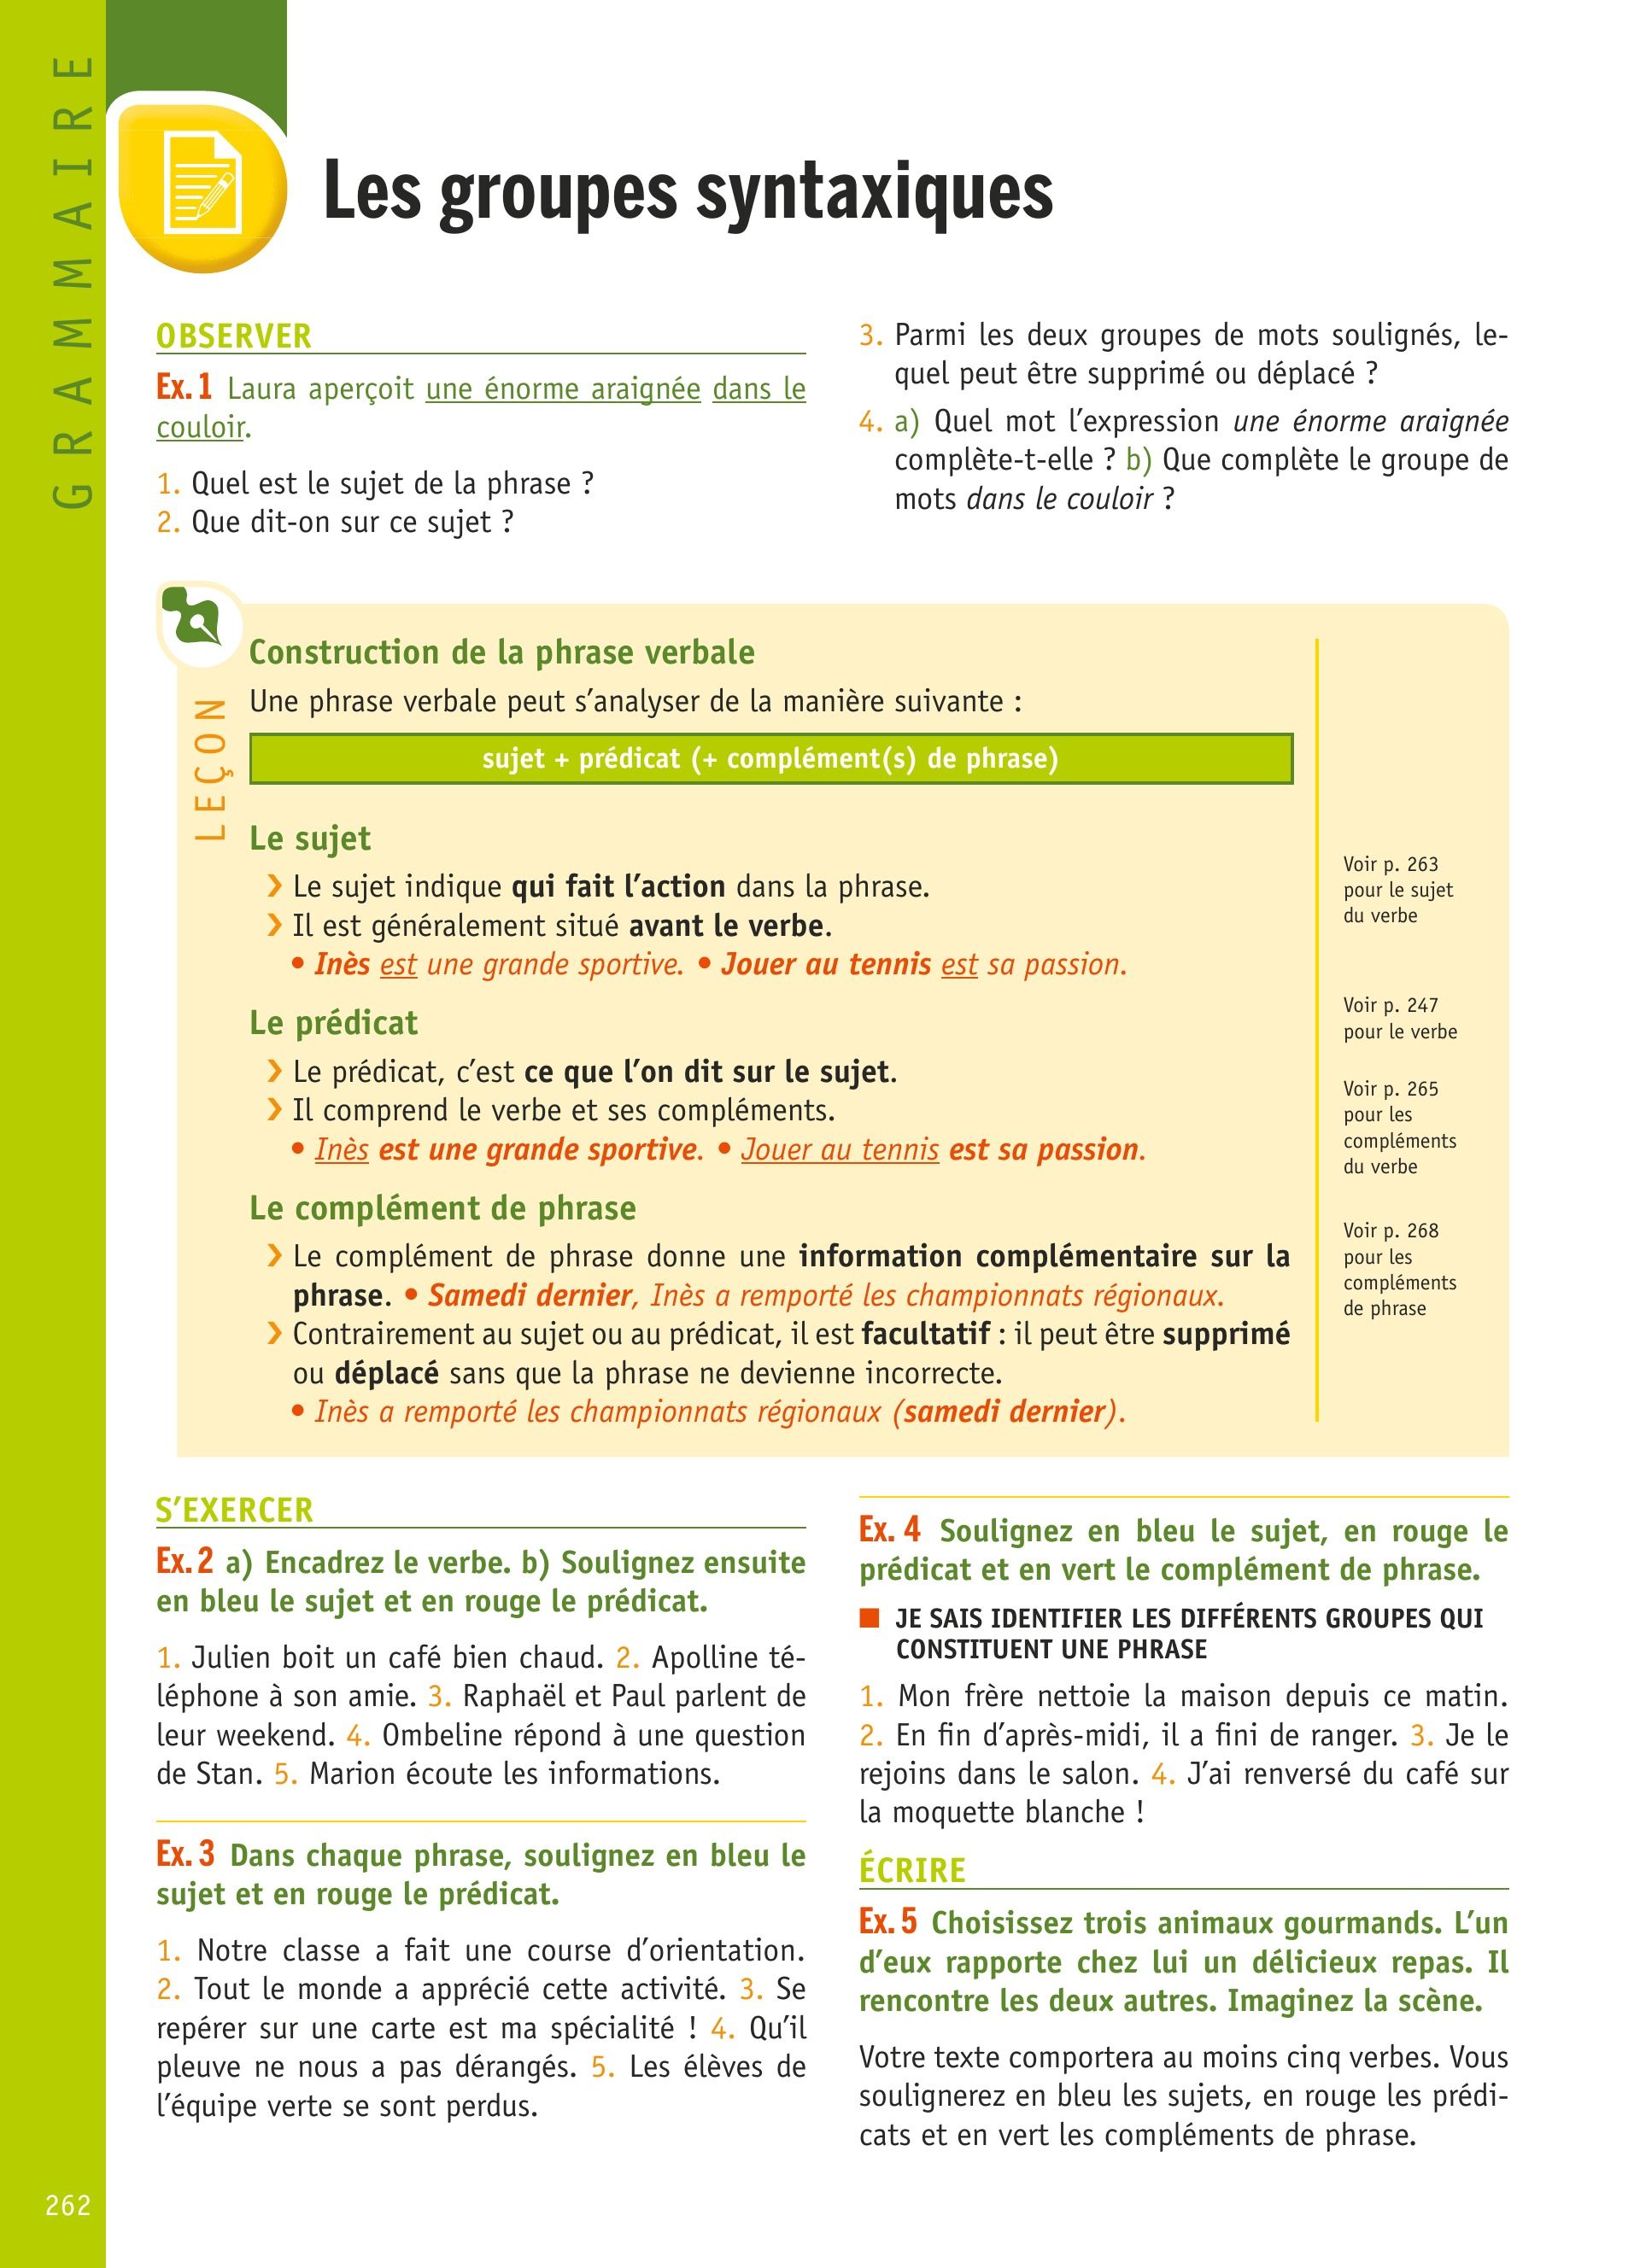 GRAMMAIRE
Les groupes syntaxiques
OBSERVER
Ex. 1 Laura aperçoit une énorme araignée dans le
couloir.
1. Quel est le sujet de la phrase ?
2. Que dit-on sur ce sujet ?
3. Parmi les deux groupes de mots soulignés, le-
quel peut être supprimé ou déplacé ?
4. a) Quel mot l’expression une énorme araignée
complète-t-elle ? b) Que complète le groupe de
mots dans le couloir ?
LEÇON
Construction de la phrase verbale
Une phrase verbale peut s’analyser de la manière suivante :
sujet + prédicat (+ complément(s) de phrase)
Le sujet
› Le sujet indique qui fait l’action dans la phrase.
› Il est généralement situé avant le verbe.
• Inès est une grande sportive. • Jouer au tennis est sa passion.
Le prédicat
› Le prédicat, c’est ce que l’on dit sur le sujet.
› Il comprend le verbe et ses compléments.
• Inès est une grande sportive. • Jouer au tennis est sa passion.
Le complément de phrase
› Le complément de phrase donne une information complémentaire sur la
phrase. • Samedi dernier, Inès a remporté les championnats régionaux.
› Contrairement au sujet ou au prédicat, il est facultatif : il peut être supprimé
ou déplacé sans que la phrase ne devienne incorrecte.
• Inès a remporté les championnats régionaux (samedi dernier).
Voir p. 263
pour le sujet
du verbe
Voir p. 247
pour le verbe
Voir p. 265
pour les
compléments
du verbe
Voir p. 268
pour les
compléments
de phrase
S’EXERCER
Ex. 2 a) Encadrez le verbe. b) Soulignez ensuite
en bleu le sujet et en rouge le prédicat.
1. Julien boit un café bien chaud. 2. Apolline té-
léphone à son amie. 3. Raphaël et Paul parlent de
leur weekend. 4. Ombeline répond à une question
de Stan. 5. Marion écoute les informations.
Ex. 3 Dans chaque phrase, soulignez en bleu le
sujet et en rouge le prédicat.
1. Notre classe a fait une course d’orientation.
2. Tout le monde a apprécié cette activité. 3. Se
repérer sur une carte est ma spécialité ! 4. Qu’il
pleuve ne nous a pas dérangés. 5. Les élèves de
l’équipe verte se sont perdus.
Ex. 4 Soulignez en bleu le sujet, en rouge le
prédicat et en vert le complément de phrase.
■ JE SAIS IDENTIFIER LES DIFFÉRENTS GROUPES QUI
CONSTITUENT UNE PHRASE
1. Mon frère nettoie la maison depuis ce matin.
2. En fin d’après-midi, il a fini de ranger. 3. Je le
rejoins dans le salon. 4. J’ai renversé du café sur
la moquette blanche !
ÉCRIRE
Ex. 5 Choisissez trois animaux gourmands. L’un
d’eux rapporte chez lui un délicieux repas. Il
rencontre les deux autres. Imaginez la scène.
Votre texte comportera au moins cinq verbes. Vous
soulignerez en bleu les sujets, en rouge les prédi-
cats et en vert les compléments de phrase.
262